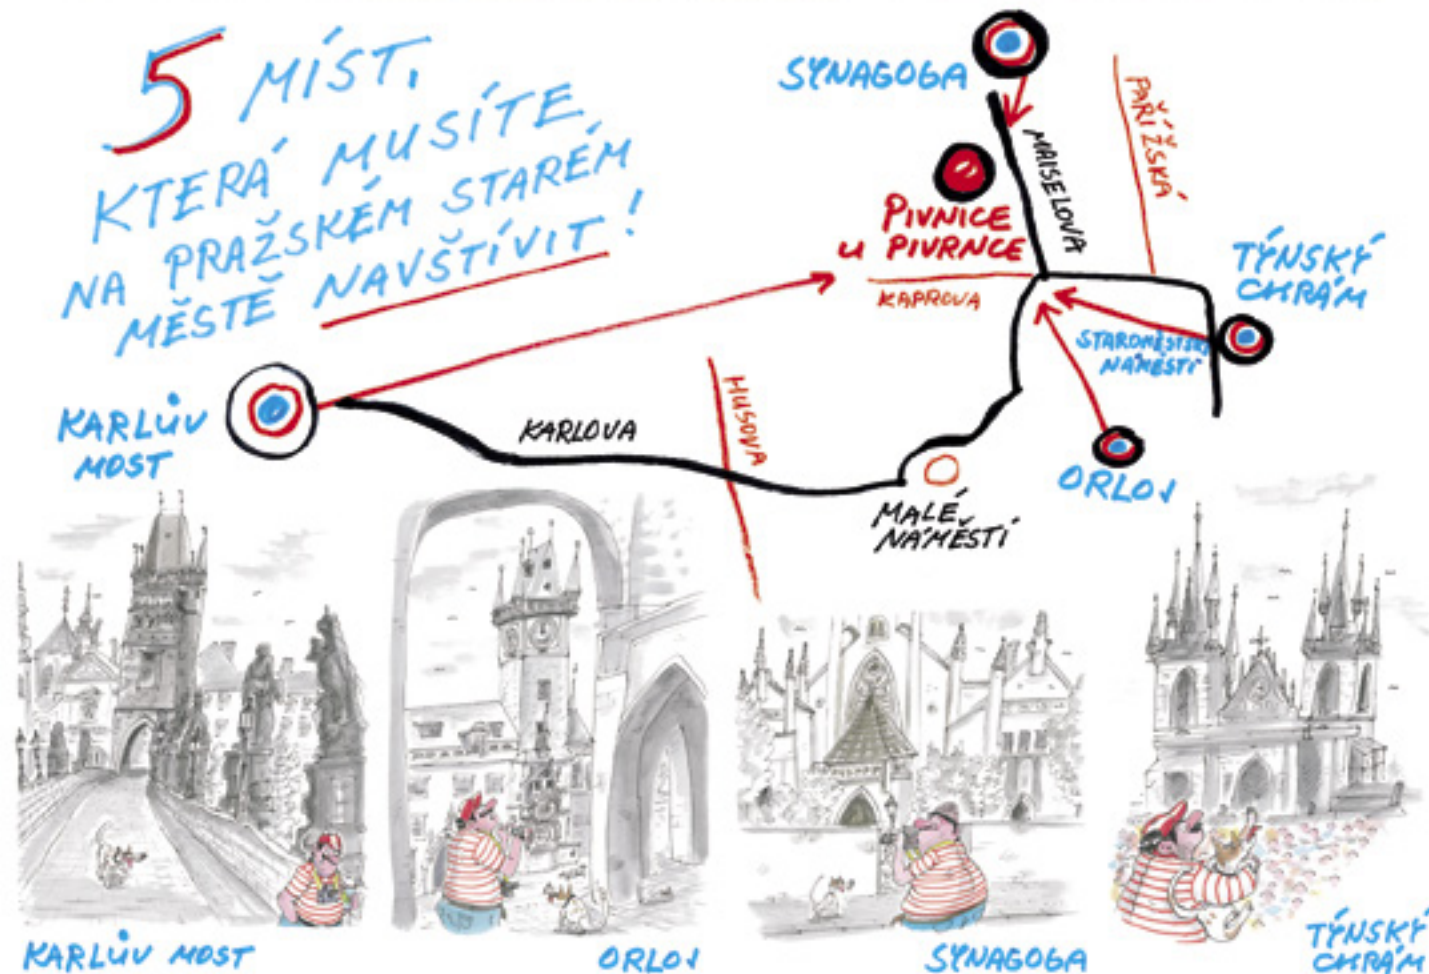 5 MÍST,
KTERÁ MUSÍTE
NA PRAŽSKÉM STARÉM
MĚSTĚ NAVŠTÍVIT!
SYNAGOGA
PAŘÍŽSKÁ
MAISELOVA
PIVNICE
U PIVRNCE
KAPROVA
TÝNSKÝ
CHRÁM
STAROMĚSTSKÉ
NÁMĚSTÍ
KARLŮV
MOST
KARLOVA
HUSOVA
MALÉ
NÁMĚSTÍ
ORLOJ
KARLŮV MOST
ORLOJ
SYNAGOGA
TÝNSKÝ
CHRÁM